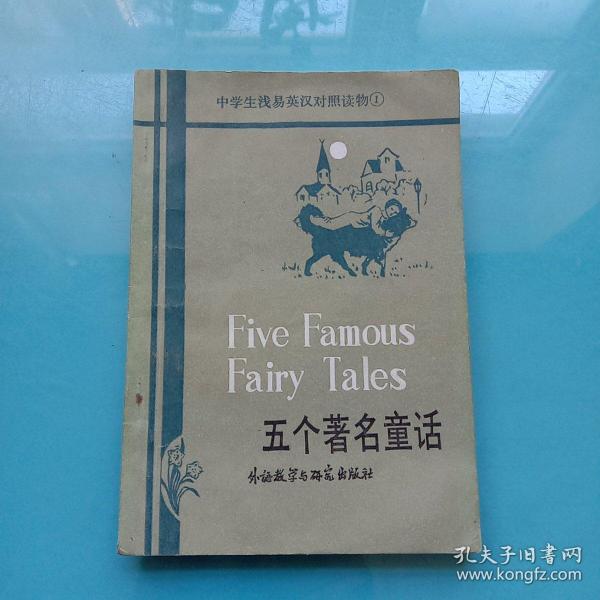 中学生浅易英汉对照读物①
Five Famous
Fairy Tales
五个著名童话
外语教学与研究出版社
孔夫子旧书网
www.kongfz.com